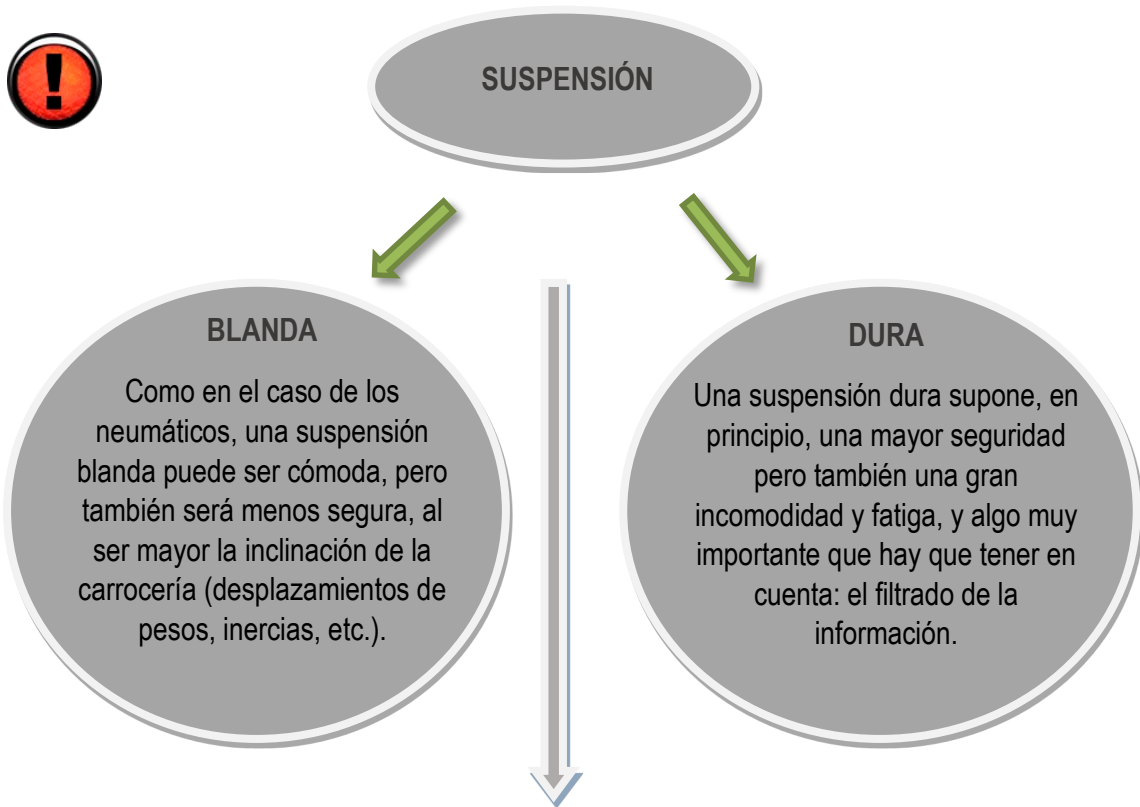 SUSPENSIÓN
BLANDA
Como en el caso de los
neumáticos, una suspensión
blanda puede ser cómoda, pero
también será menos segura, al
ser mayor la inclinación de la
carrocería (desplazamientos de
pesos, inercias, etc.).
DURA
Una suspensión dura supone, en
principio, una mayor seguridad
pero también una gran
incomodidad y fatiga, y algo muy
importante que hay que tener en
cuenta: el filtrado de la
información.